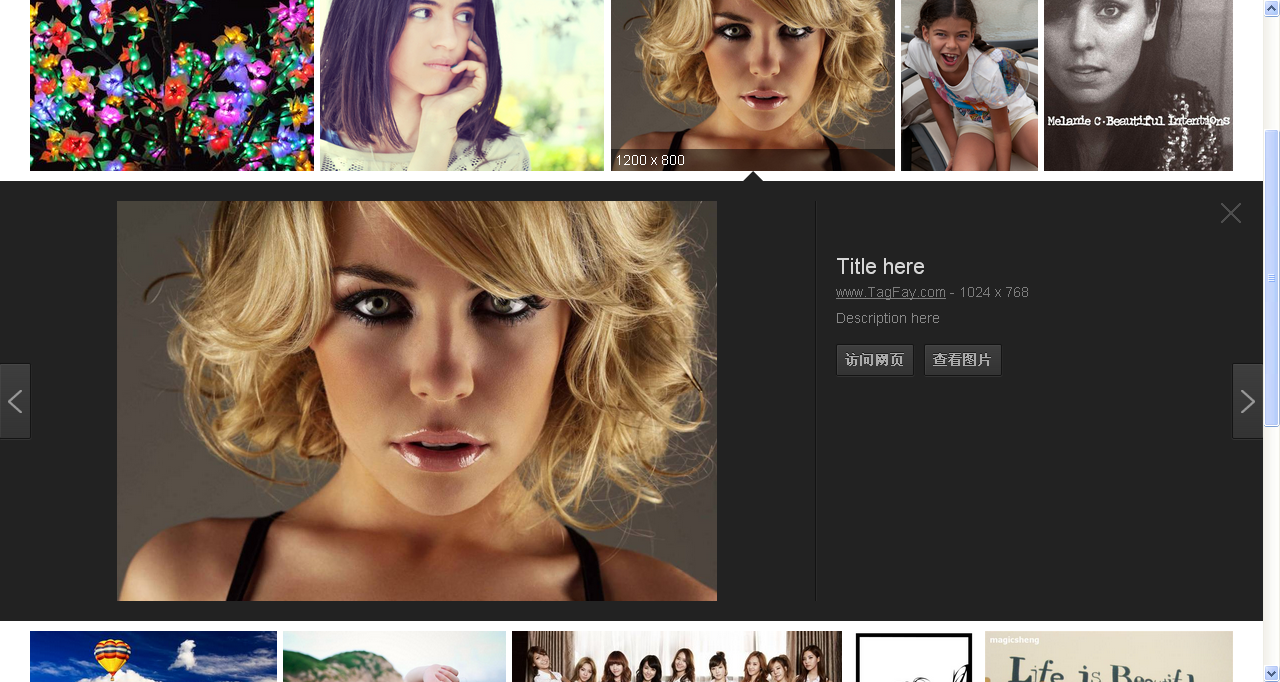 Melanie C·Beautiful Intentions
1200 x 800
Title here
www.TagFay.com - 1024 x 768
Description here
访问网页
查看图片
magicsheng
Life is Beautif